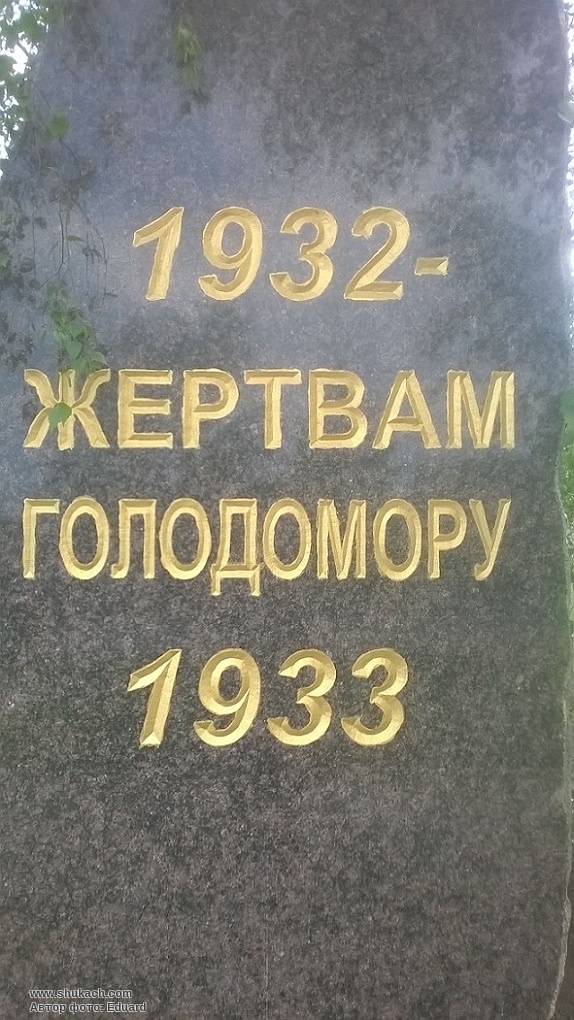 1932-
ЖЕРТВАМ
ГОЛОДОМОРУ
1933
www.shukach.com
Автор фото: Eduard